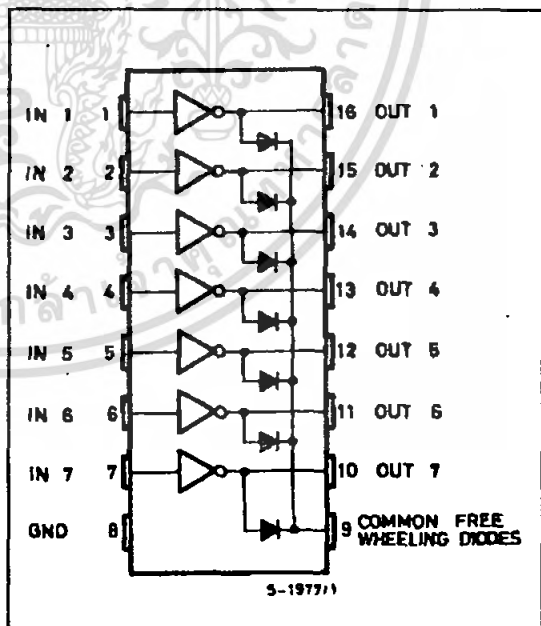 IN 1 1 16 OUT 1
IN 2 2 15 OUT 2
IN 3 3 14 OUT 3
IN 4 4 13 OUT 4
IN 5 5 12 OUT 5
IN 6 6 11 OUT 6
IN 7 7 10 OUT 7
GND 8 9 COMMON FREE
WHEELING DIODES
S-1977/1